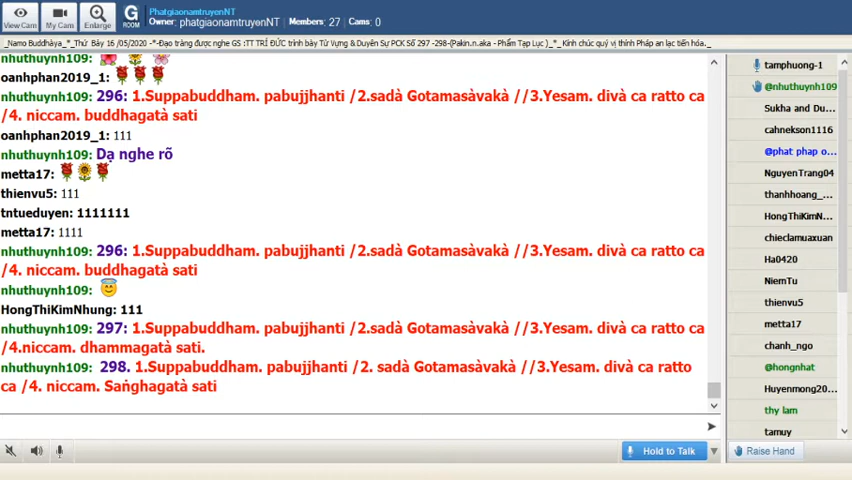 PhatgiaonamtruyenNT
Owner: phatgiaonamtruyenNT Members: 27 Cams: 0
View Cam
My Cam
Enlarge
G
ROOM
_Namo Buddhàya_*_Thứ Bảy 16 /05/2020 -*-Đạo tràng được nghe GS :TT TRÍ ĐỨC trình bày Từ Vựng & Duyên Sự PCK Số 297 -298-(Pakin.n.aka - Phẩm Tạp Lục )_*_ Kính chúc quý vị thính Pháp an lạc tiến hóa._
nhuthuynh109:
oanhphan2019_1:
nhuthuynh109: 296: 1.Suppabuddham. pabujjhanti /2.sadà Gotamasàvakà //3.Yesam. divà ca ratto ca
/4. niccam. buddhagatà sati
oanhphan2019_1: 111
nhuthuynh109: Dạ nghe rõ
metta17:
thienvu5: 111
tntueduyen: 1111111
metta17: 1111
nhuthuynh109: 296: 1.Suppabuddham. pabujjhanti /2.sadà Gotamasàvakà //3.Yesam. divà ca ratto ca
/4. niccam. buddhagatà sati
nhuthuynh109:
HongThiKimNhung: 111
nhuthuynh109: 297: 1.Suppabuddham. pabujjhanti /2.sadà Gotamasàvakà //3.Yesam. divà ca ratto ca
/4.niccam. dhammagatà sati.
nhuthuynh109: 298. 1.Suppabuddham. pabujjhanti /2. sadà Gotamasàvakà //3.Yesam. divà ca ratto
ca /4. niccam. Saṅghagatà sati
tamphuong-1
@nhuthuynh109
Sukha and Du...
cahnekson1116
@phat phap o...
NguyenTrang04
thanhhoang_...
HongThiKimN...
chieclamuaxuan
Ha0420
NiemTu
thienvu5
metta17
chanh_ngo
@hongnhat
Huyenmong20...
thy lam
tamuy
Hold to Talk
Raise Hand